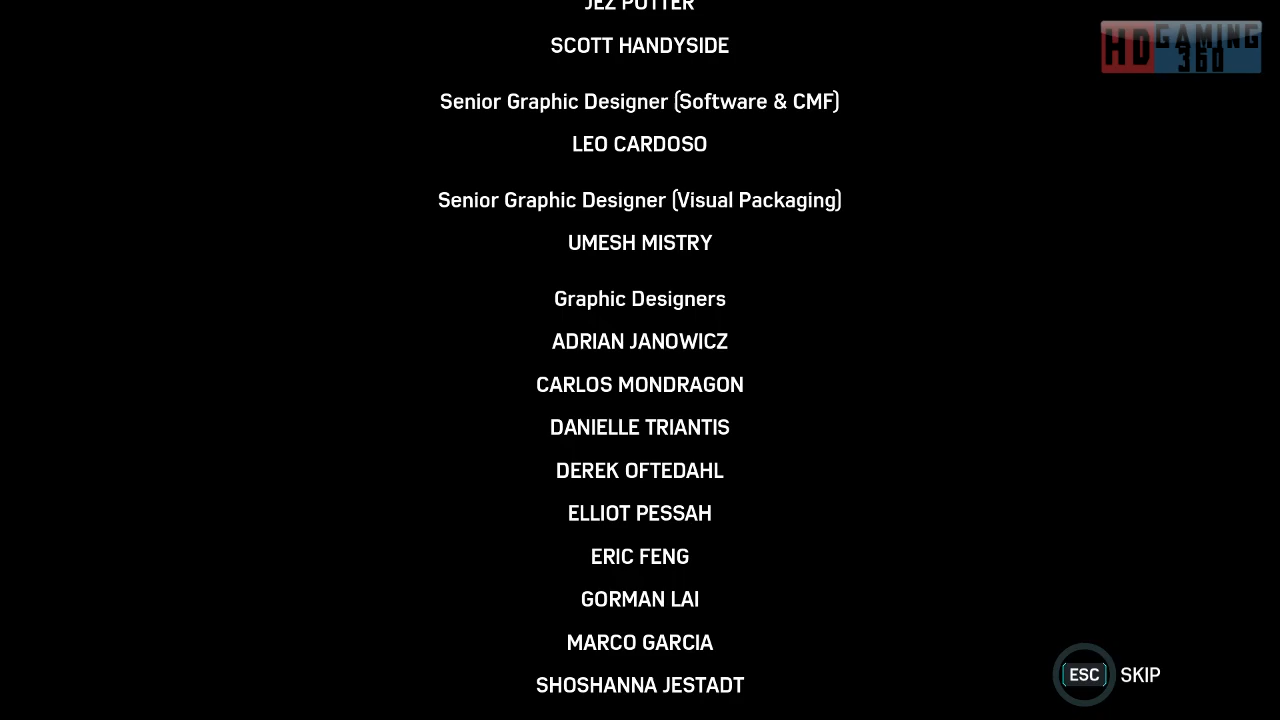 JEZ POTTER
SCOTT HANDYSIDE
Senior Graphic Designer (Software & CMF)
LEO CARDOSO
Senior Graphic Designer (Visual Packaging)
UMESH MISTRY
Graphic Designers
ADRIAN JANOWICZ
CARLOS MONDRAGON
DANIELLE TRIANTIS
DEREK OFTEDAHL
ELLIOT PESSAH
ERIC FENG
GORMAN LAI
MARCO GARCIA
SHOSHANNA JESTADT
HD GAMING
360
ESC SKIP